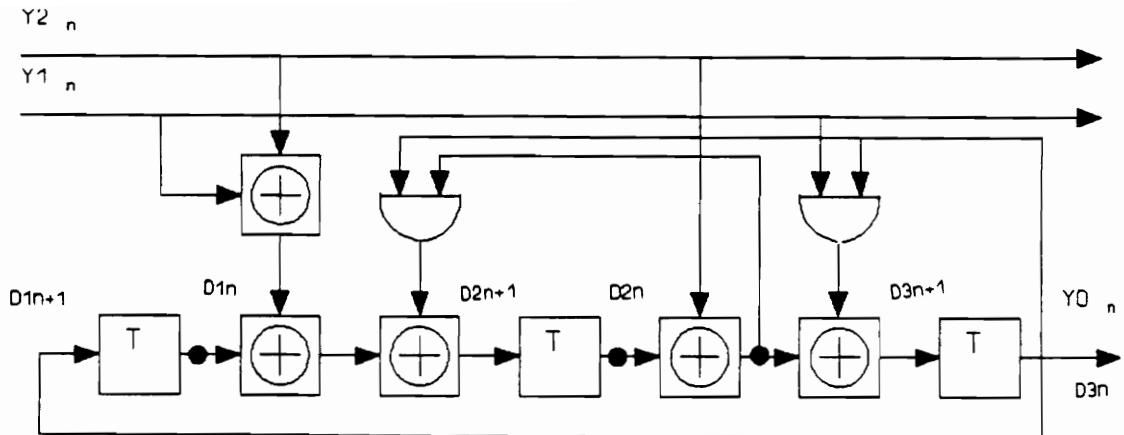 Y2 n
Y1 n
D1n+1
D1n
D2n+1
D2n
D3n+1
Y0 n
T
T
T
D3n